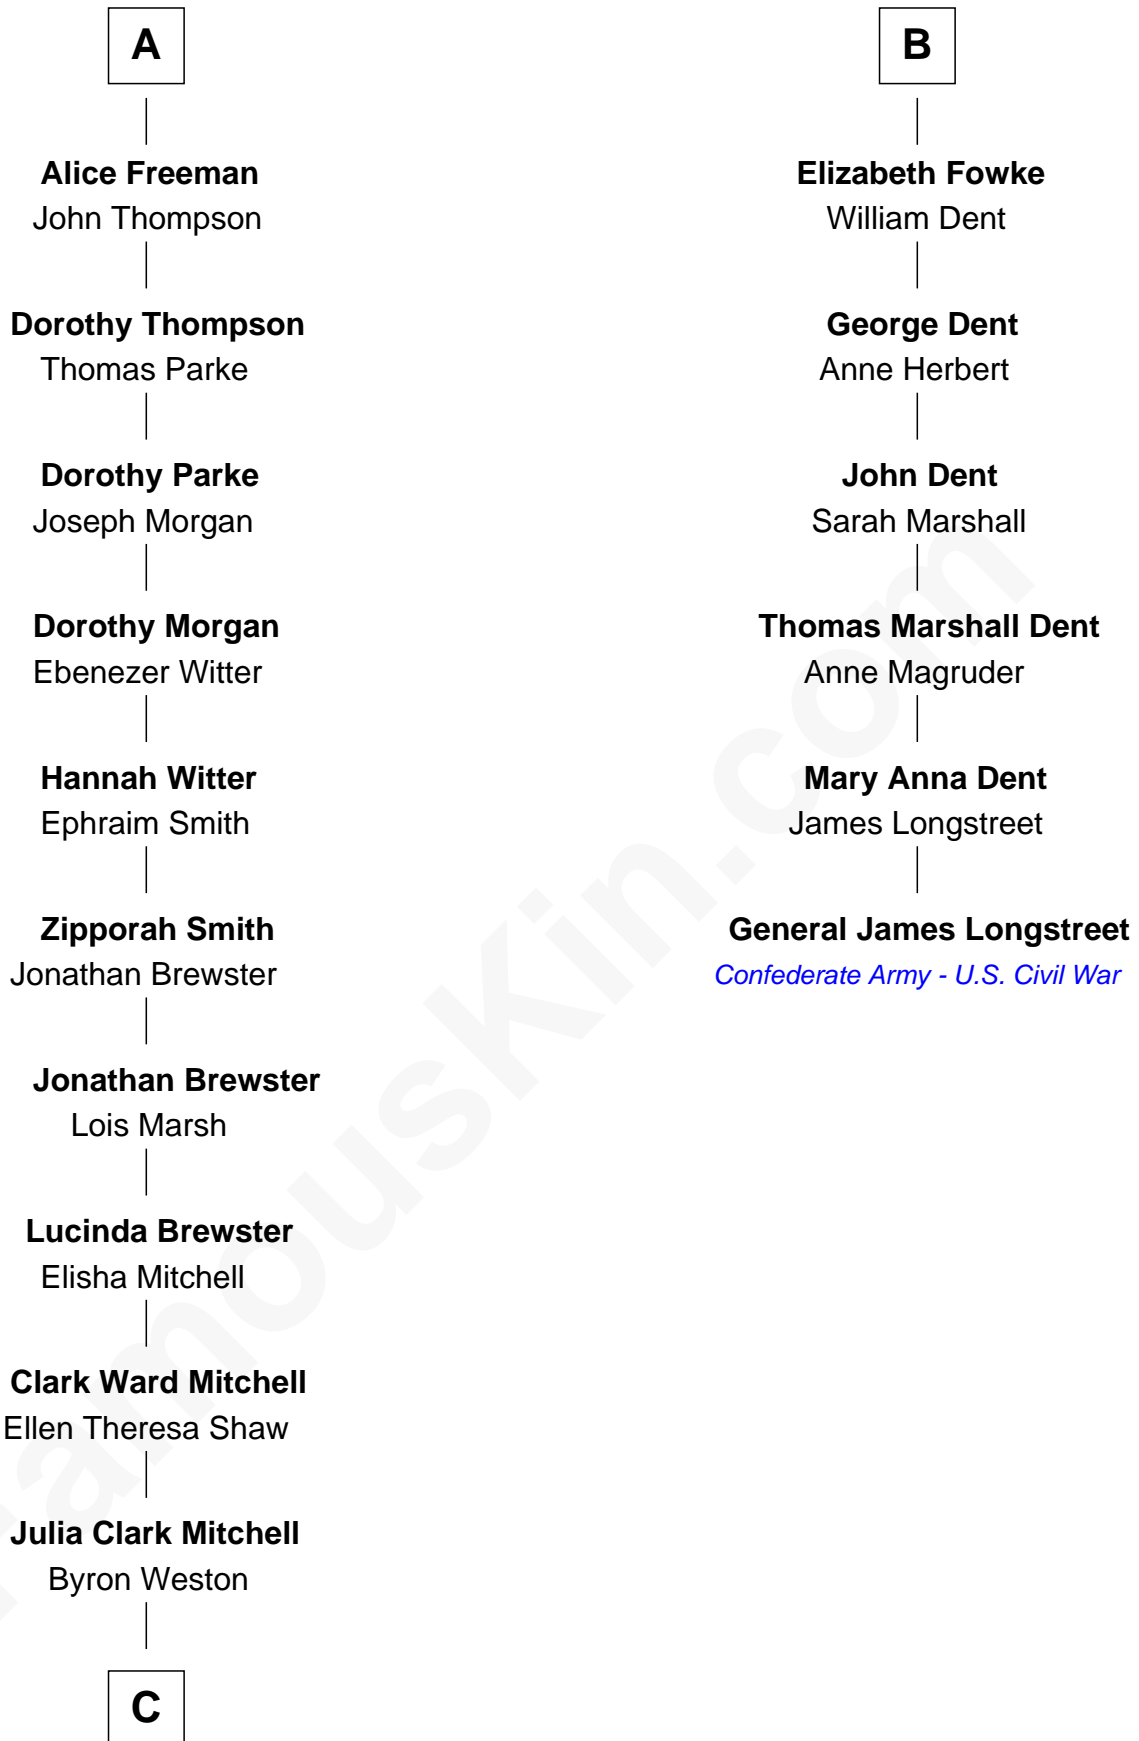 A
Alice Freeman
John Thompson
Dorothy Thompson
Thomas Parke
Dorothy Parke
Joseph Morgan
Dorothy Morgan
Ebenezer Witter
Hannah Witter
Ephraim Smith
Zipporah Smith
Jonathan Brewster
Jonathan Brewster
Lois Marsh
Lucinda Brewster
Elisha Mitchell
Clark Ward Mitchell
Ellen Theresa Shaw
Julia Clark Mitchell
Byron Weston
C
B
Elizabeth Fowke
William Dent
George Dent
Anne Herbert
John Dent
Sarah Marshall
Thomas Marshall Dent
Anne Magruder
Mary Anna Dent
James Longstreet
General James Longstreet
Confederate Army - U.S. Civil War
FamousKin.com